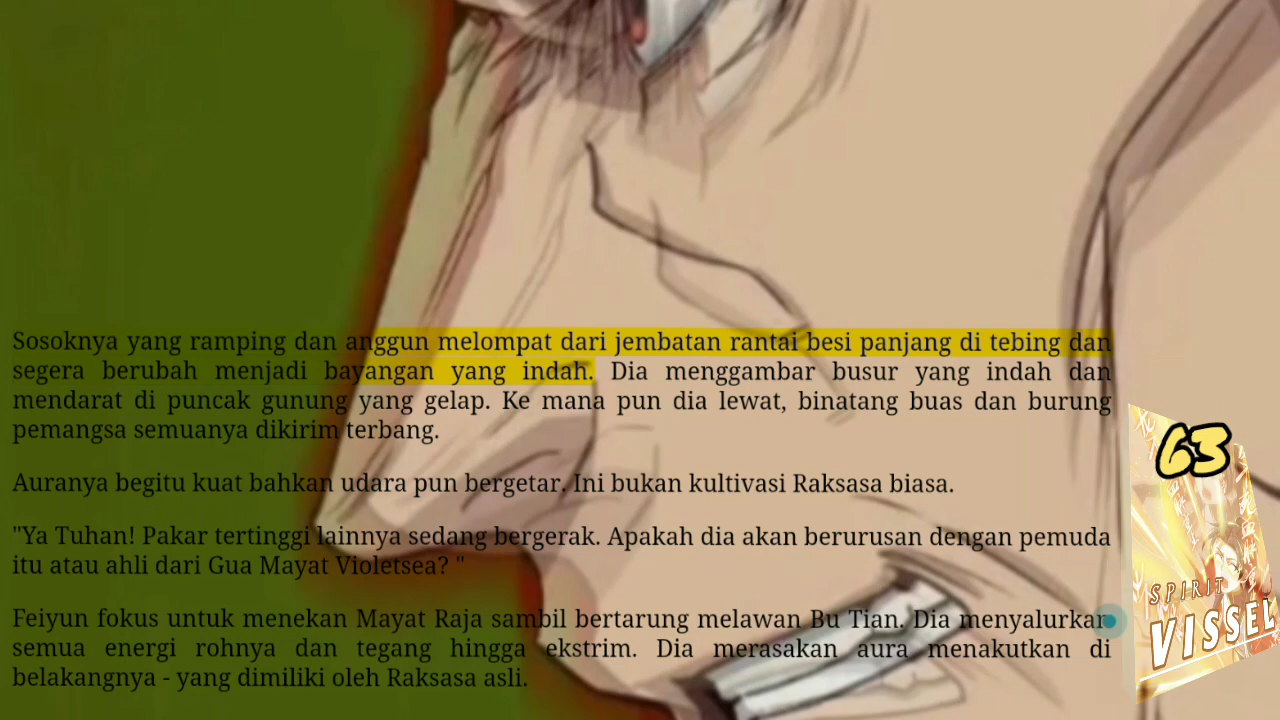 Sosoknya yang ramping dan anggun melompat dari jembatan rantai besi panjang di tebing dan
segera berubah menjadi bayangan yang indah. Dia menggambar busur yang indah dan
mendarat di puncak gunung yang gelap. Ke mana pun dia lewat, binatang buas dan burung
pemangsa semuanya dikirim terbang.
Auranya begitu kuat bahkan udara pun bergetar. Ini bukan kultivasi Raksasa biasa.
"Ya Tuhan! Pakar tertinggi lainnya sedang bergerak. Apakah dia akan berurusan dengan pemuda
itu atau ahli dari Gua Mayat Violetsea? "
Feiyun fokus untuk menekan Mayat Raja sambil bertarung melawan Bu Tian. Dia menyalurkan
semua energi rohnya dan tegang hingga ekstrim. Dia merasakan aura menakutkan di
belakangnya - yang dimiliki oleh Raksasa asli.
63
SPIRIT
VISSEL